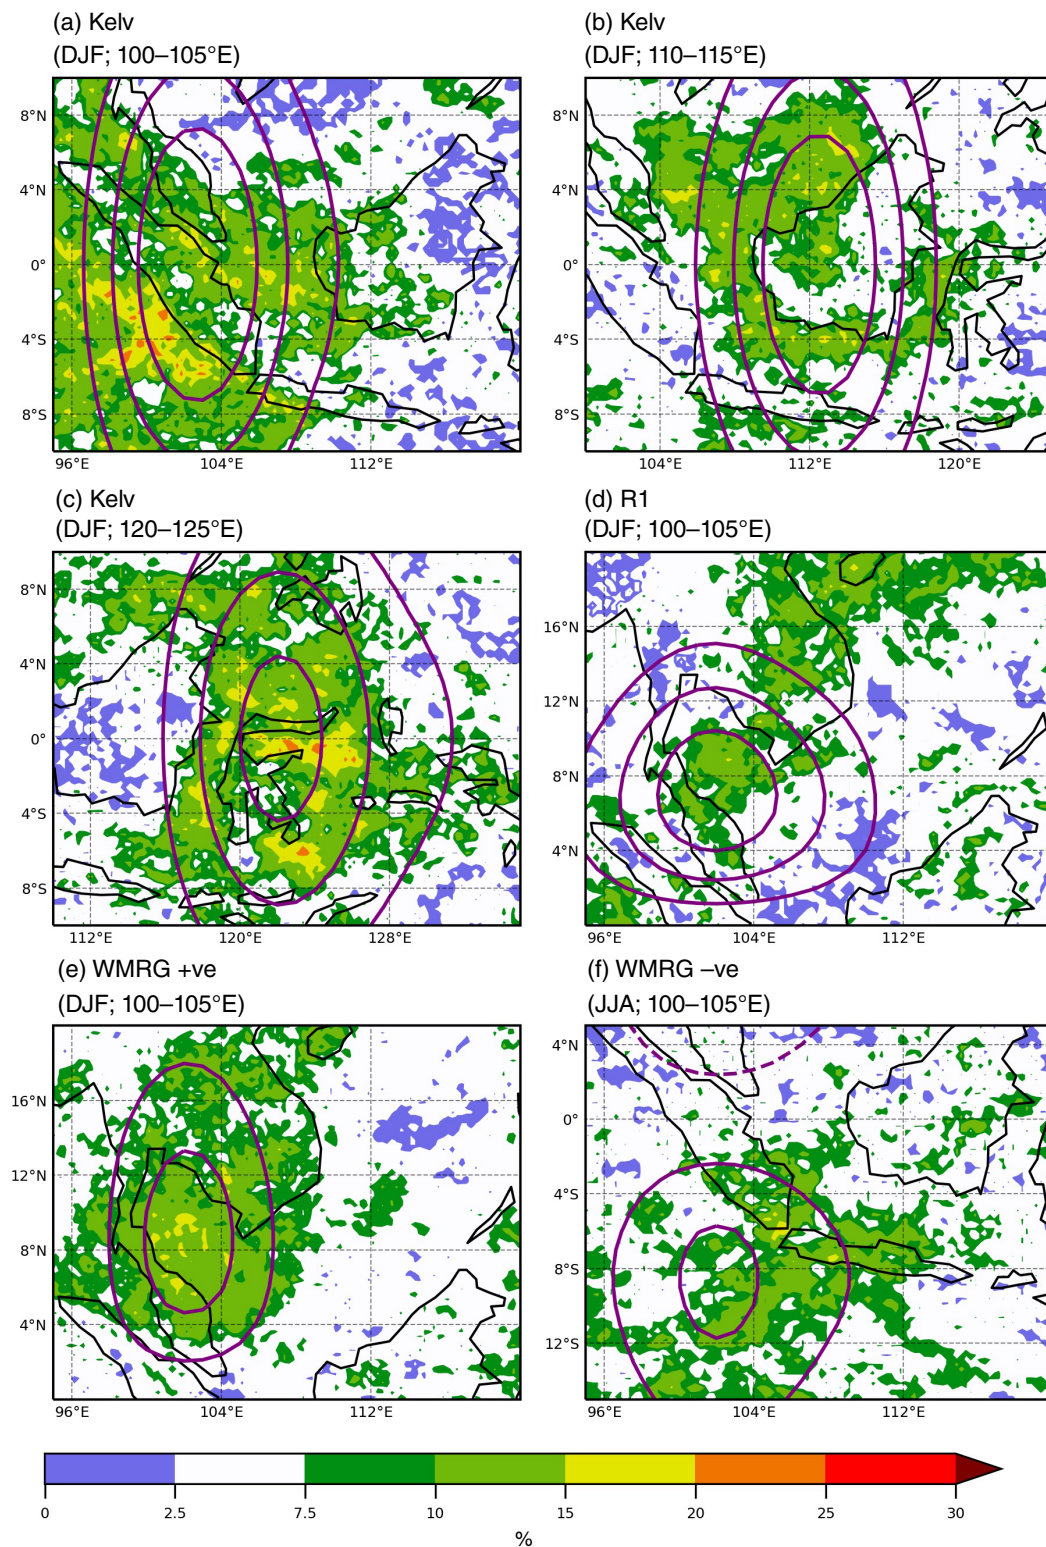 (a) Kelv
(DJF; 100–105°E)
(b) Kelv
(DJF; 110–115°E)
8°N
4°N
0°
4°S
8°S
96°E 104°E 112°E
8°N
4°N
0°
4°S
8°S
104°E 112°E 120°E
(c) Kelv
(DJF; 120–125°E)
(d) R1
(DJF; 100–105°E)
8°N
4°N
0°
4°S
8°S
112°E 120°E 128°E
16°N
12°N
8°N
4°N
96°E 104°E 112°E
(e) WMRG +ve
(DJF; 100–105°E)
(f) WMRG –ve
(JJA; 100–105°E)
16°N
12°N
8°N
4°N
96°E 104°E 112°E
4°N
0°
4°S
8°S
12°S
96°E 104°E 112°E
0 2.5 7.5 10 15 20 25 30
%